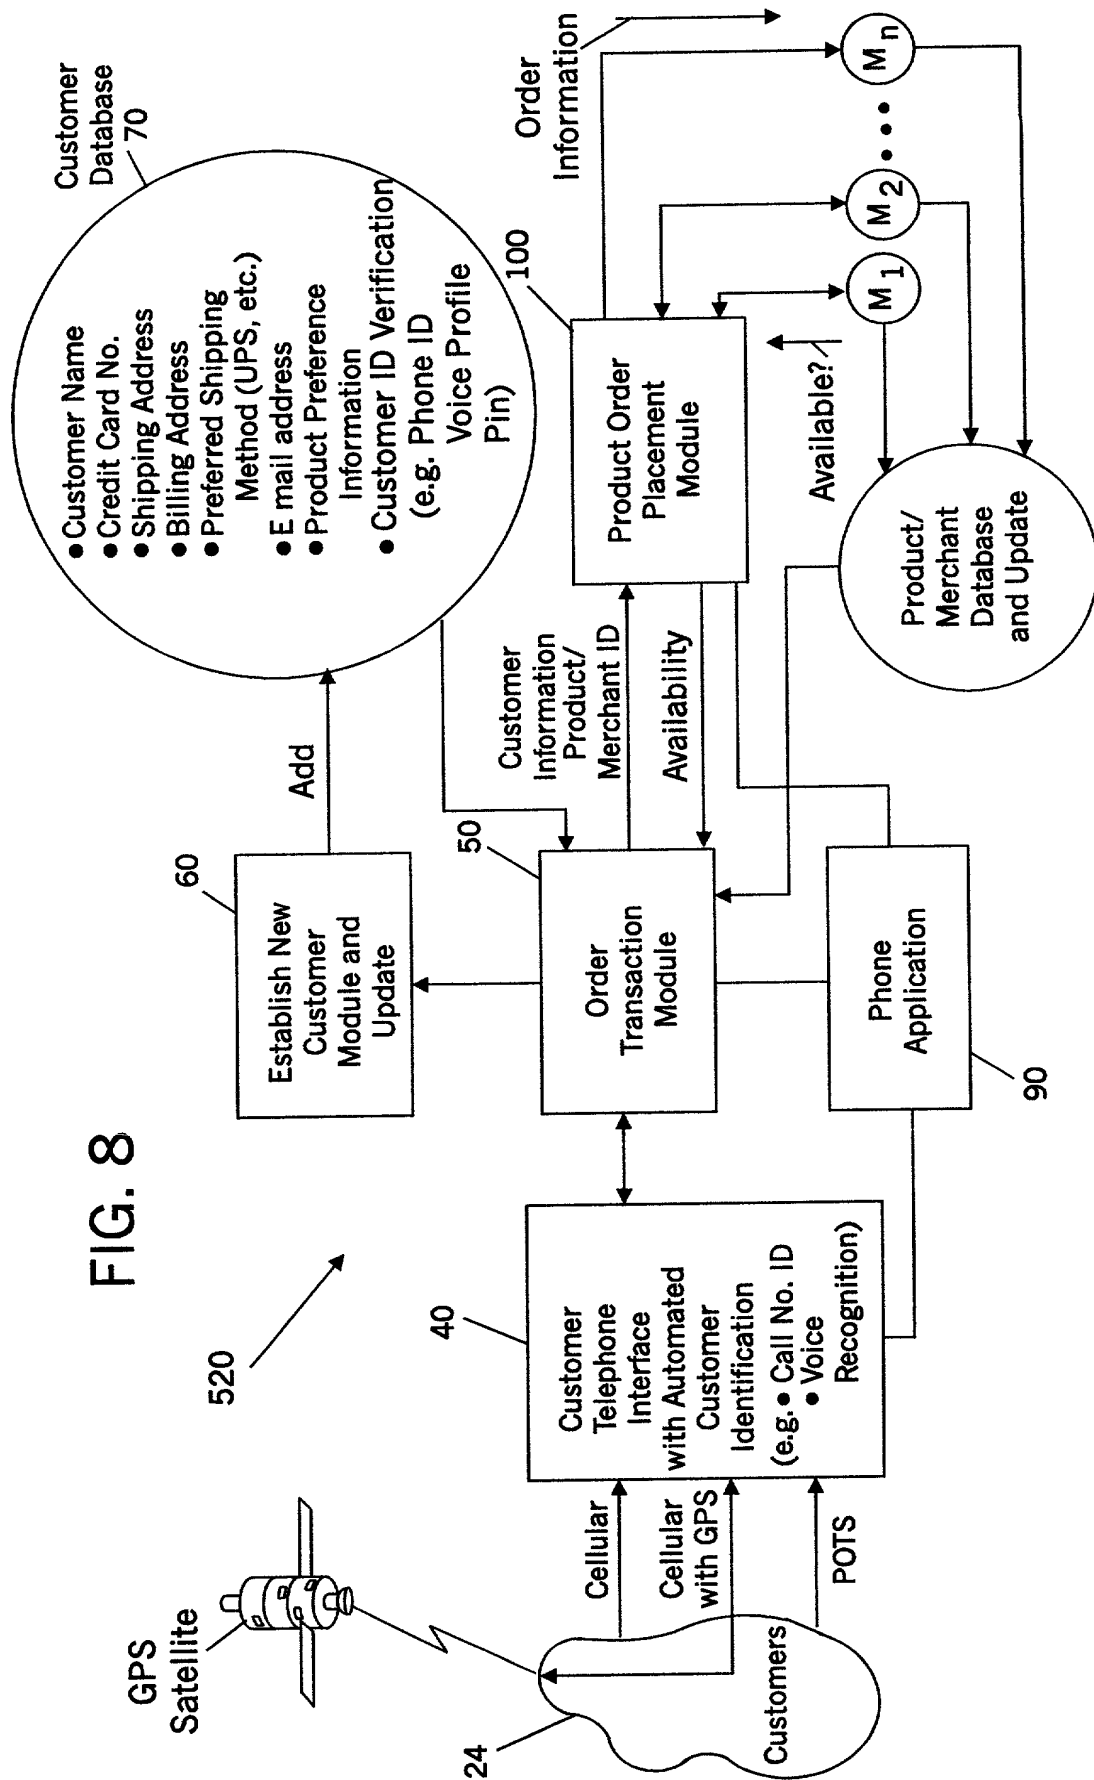 FIG. 8
520
GPS
Satellite
24
Customers
Cellular
Cellular
with GPS
POTS
40
Customer
Telephone
Interface
with Automated
Customer
Identification
(e.g. • Call No. ID
• Voice
Recognition)
60
Establish New
Customer
Module and
Update
Add
50
Order
Transaction
Module
Phone
Application
90
Customer
Database
70
• Customer Name
• Credit Card No.
• Shipping Address
• Billing Address
• Preferred Shipping
Method (UPS, etc.)
• E mail address
• Product Preference
Information
• Customer ID Verification
(e.g. Phone ID
Voice Profile
Pin)
Customer
Information
Product/
Merchant ID
Availability
100
Product Order
Placement
Module
Order
Information
Available?
M1
M2
Mn
Product/
Merchant
Database
and Update